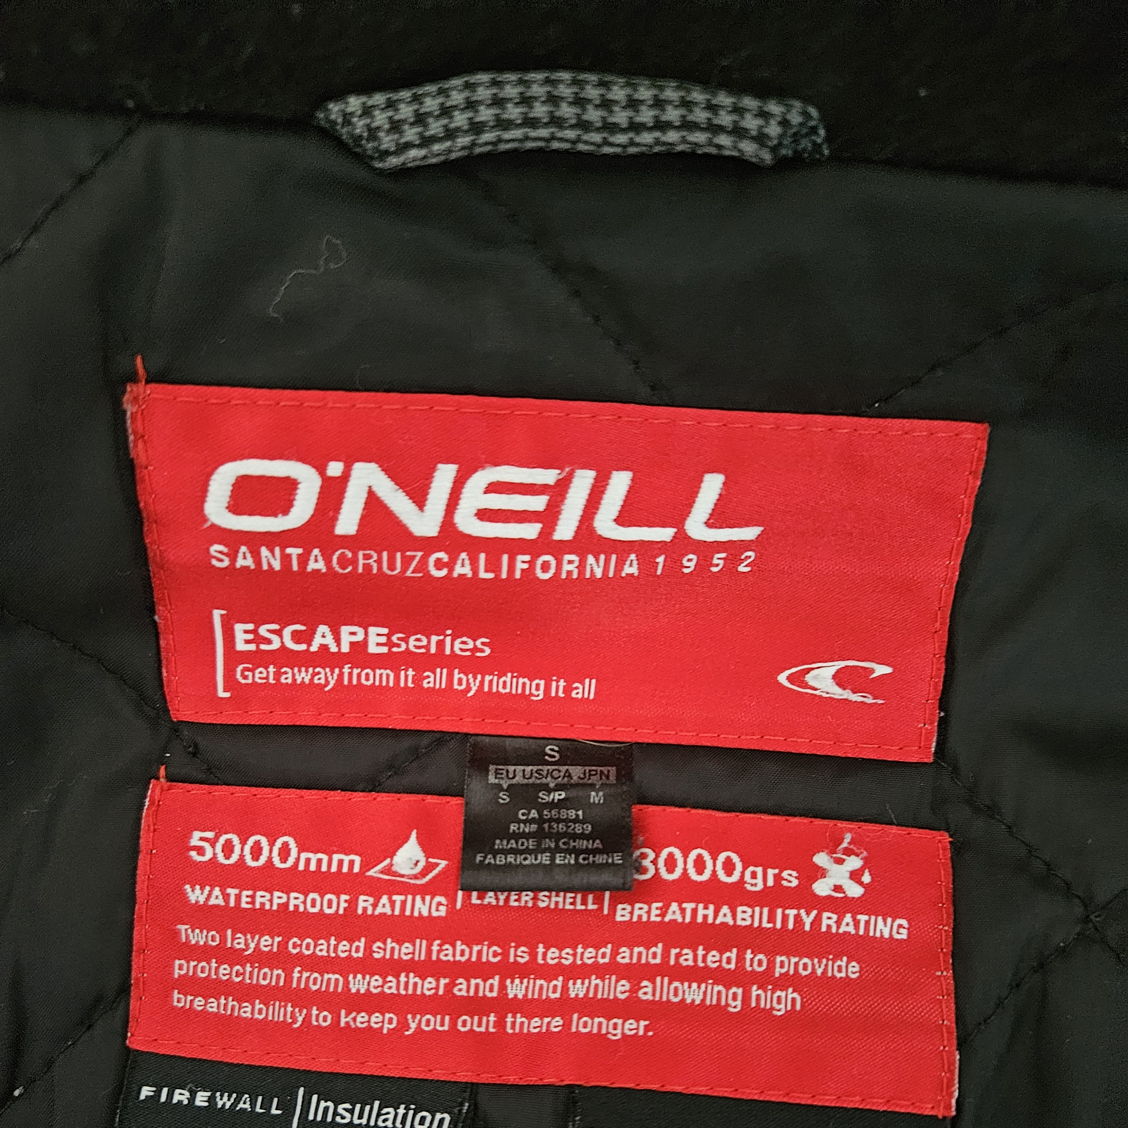 O'NEILL
SANTACRUZCALIFORNIA 1952
ESCAPEseries
Get away from it all by riding it all
S
EU US/CA JPN
S S/P M
CA 56881
RN# 136289
MADE IN CHINA
FABRIQUE EN CHINE
5000mm 3000grs
WATERPROOF RATING | LAYER SHELL | BREATHABILITY RATING
Two layer coated shell fabric is tested and rated to provide
protection from weather and wind while allowing high
breathability to keep you out there longer.
FIREWALL | Insulation